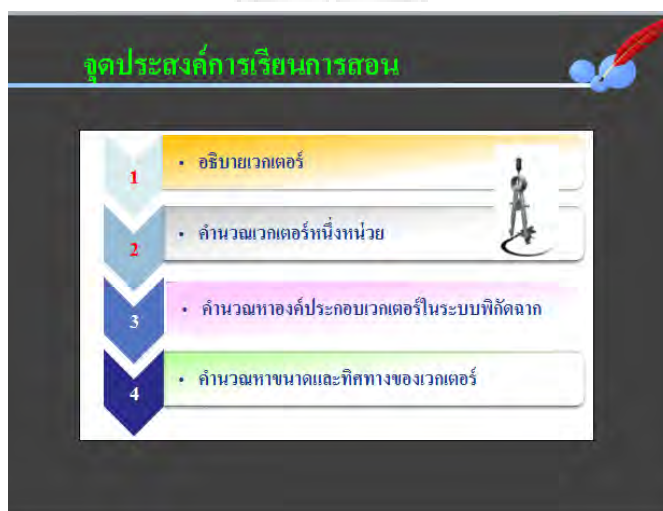 จุดประสงค์การเรียนการสอน
1 • อธิบายเวกเตอร์
2 • คำนวณเวกเตอร์หนึ่งหน่วย
3 • คำนวณหาองค์ประกอบเวกเตอร์ในระบบพิกัดฉาก
4 • คำนวณหาขนาดและทิศทางของเวกเตอร์